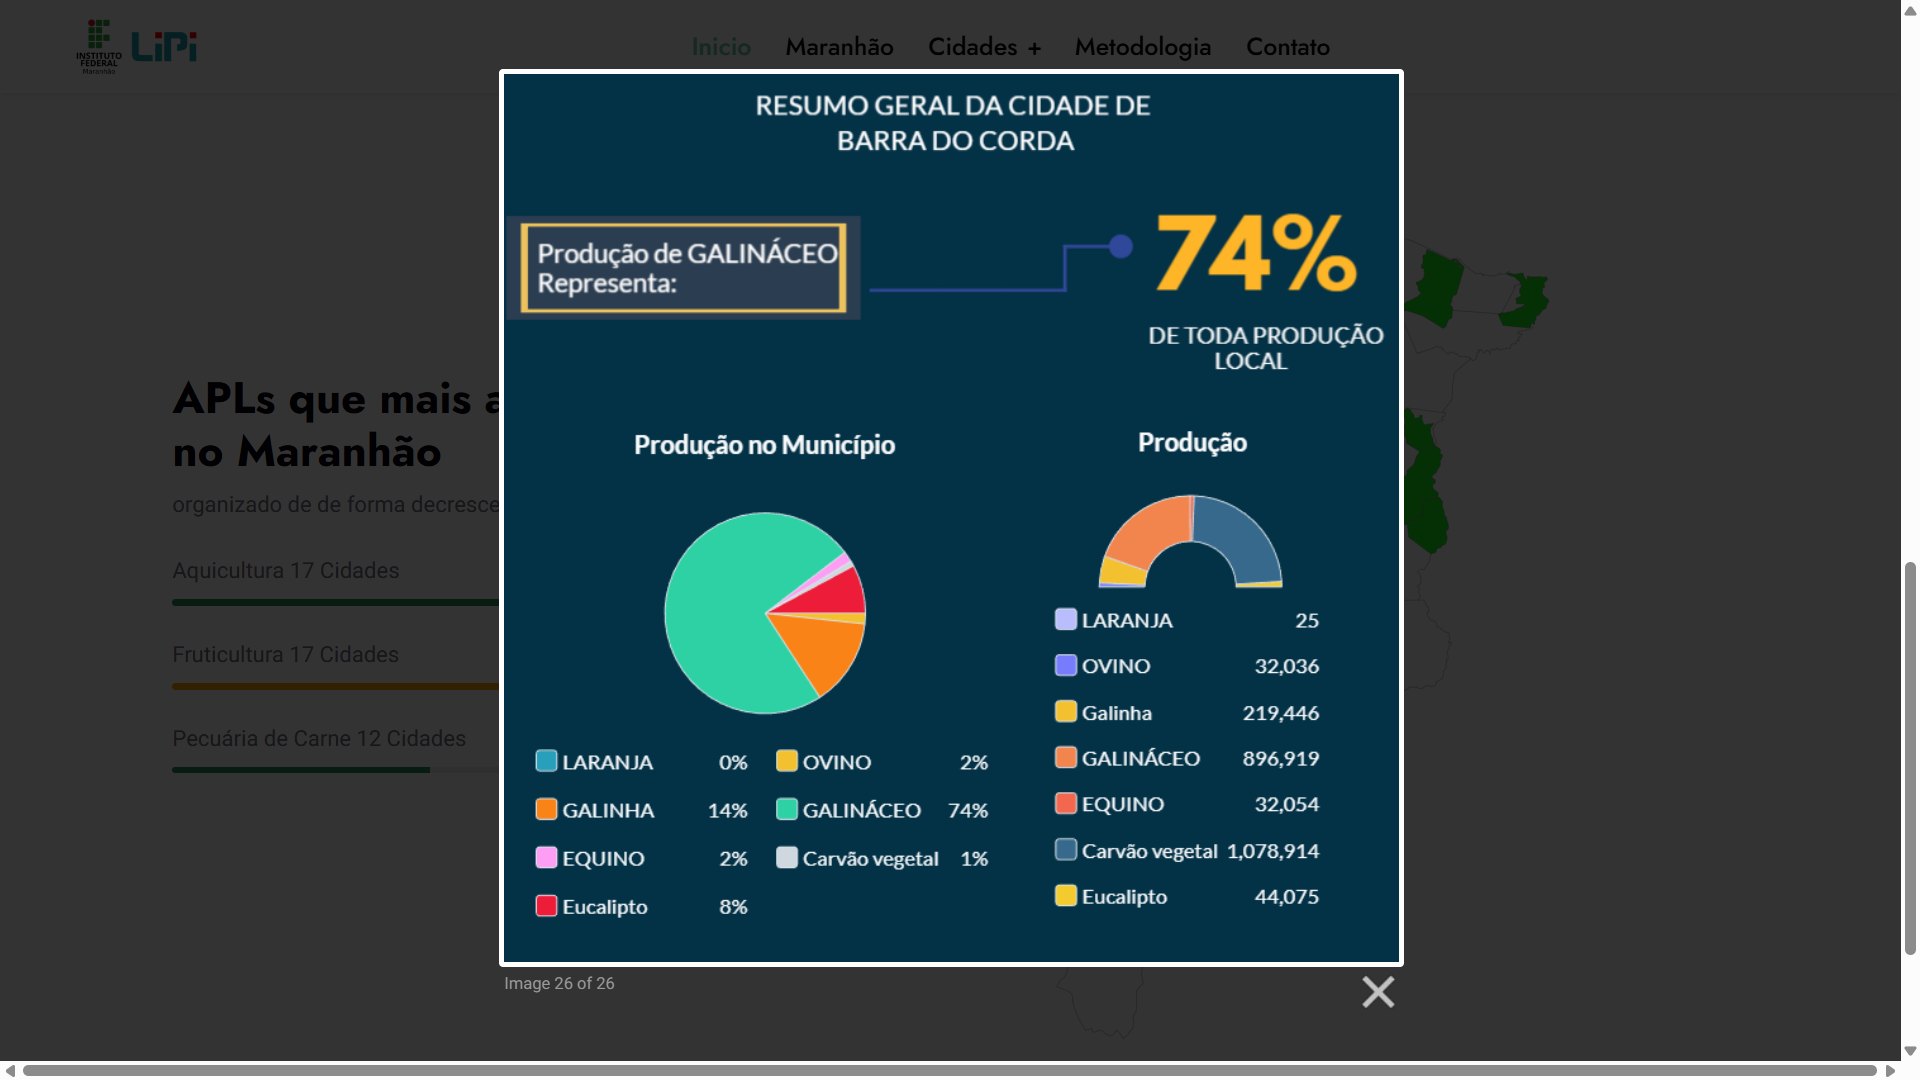 INSTITUTO
FEDERAL
Maranhão
LiPi
Inicio
Maranhão
Cidades +
Metodologia
Contato
RESUMO GERAL DA CIDADE DE
BARRA DO CORDA
Produção de GALINÁCEO
Representa:
74%
DE TODA PRODUÇÃO
LOCAL
APLs que mais a
no Maranhão
organizado de de forma decresce
Aquicultura 17 Cidades
Fruticultura 17 Cidades
Pecuária de Carne 12 Cidades
Produção no Município
LARANJA 0%
OVINO 2%
GALINHA 14%
GALINÁCEO 74%
EQUINO 2%
Carvão vegetal 1%
Eucalipto 8%
Produção
LARANJA 25
OVINO 32,036
Galinha 219,446
GALINÁCEO 896,919
EQUINO 32,054
Carvão vegetal 1,078,914
Eucalipto 44,075
Image 26 of 26